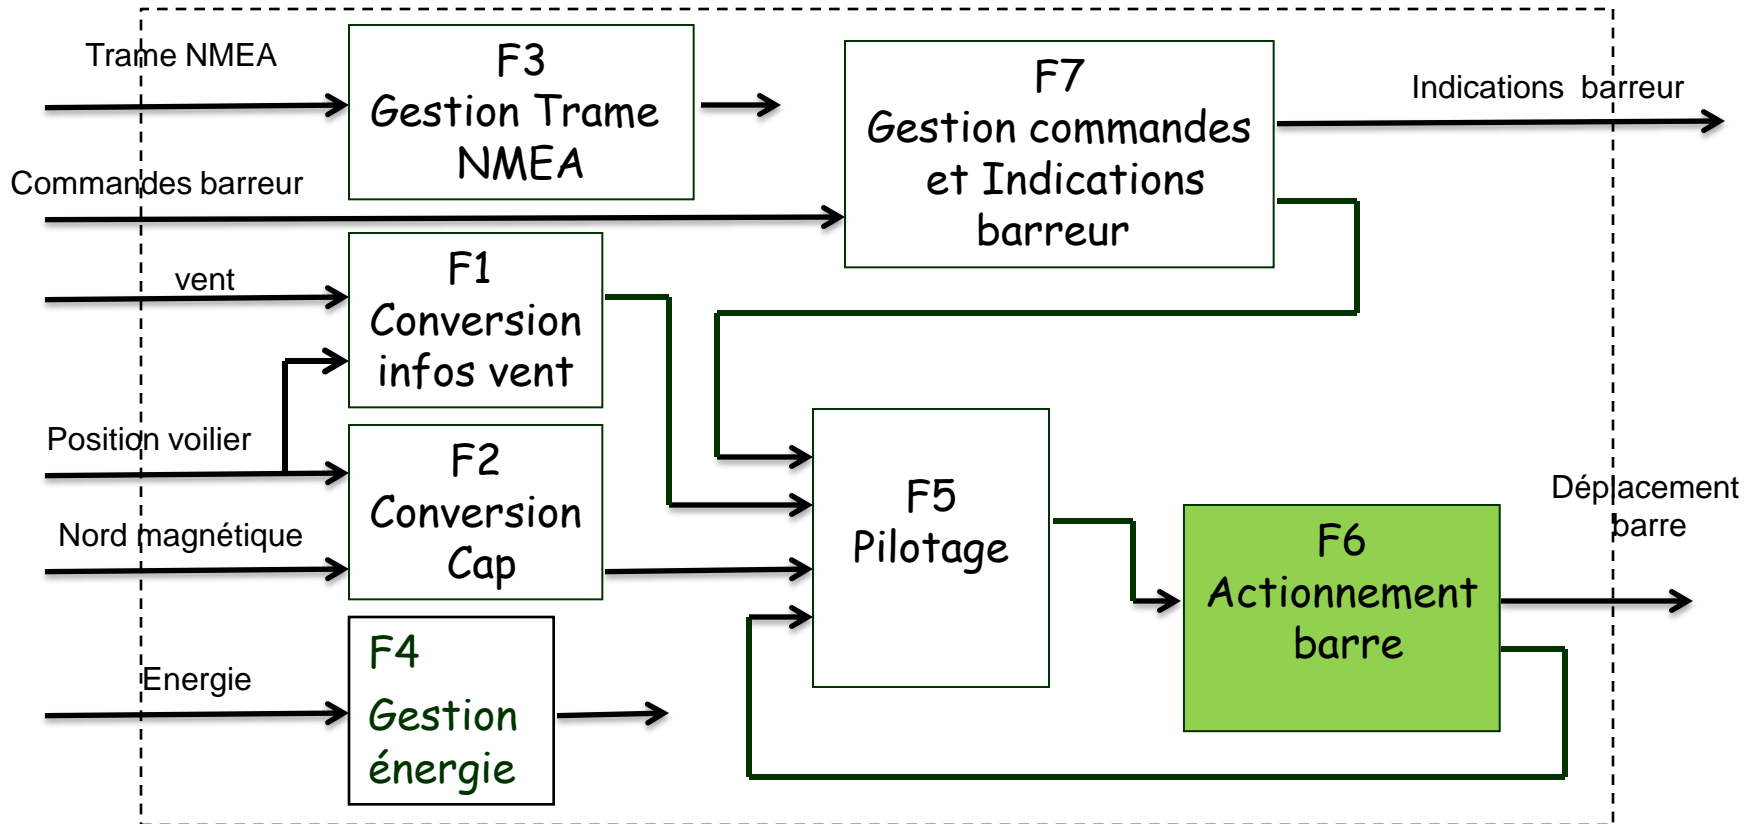 Trame NMEA
F3
Gestion Trame
NMEA
F7
Gestion commandes
et Indications
barreur
Indications barreur
Commandes barreur
vent
F1
Conversion
infos vent
Position voilier
F2
Conversion
Cap
Nord magnétique
F5
Pilotage
F6
Actionnement
barre
Déplacement
barre
Energie
F4
Gestion
énergie